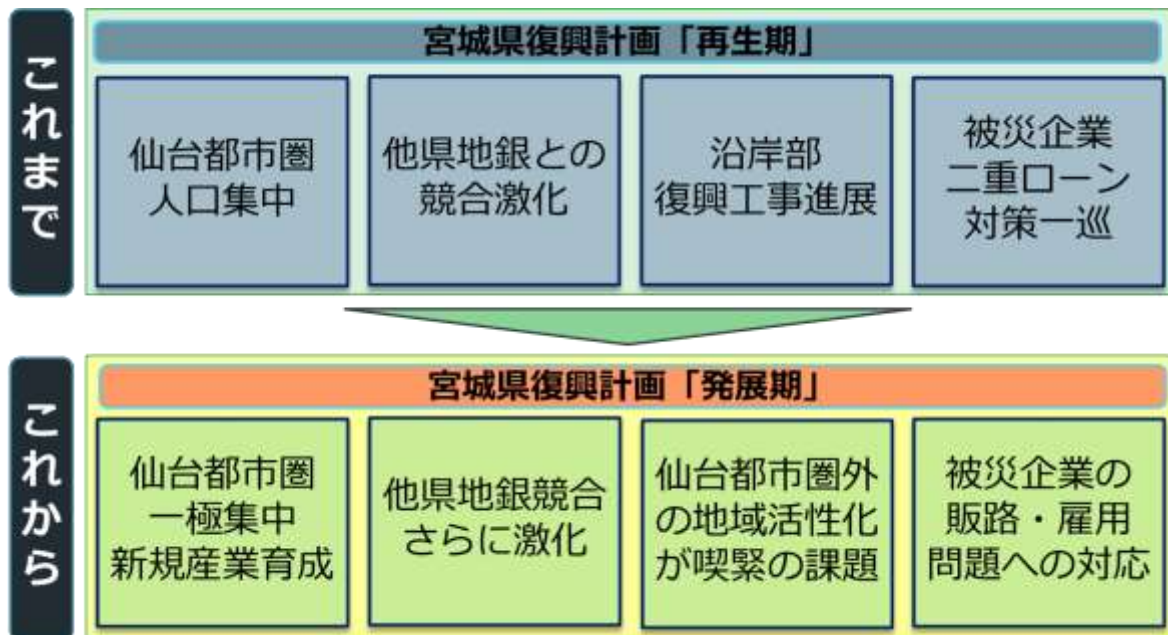 これまで
宮城県復興計画「再生期」
仙台都市圏
人口集中
他県地銀との
競合激化
沿岸部
復興工事進展
被災企業
二重ローン
対策一巡
これから
宮城県復興計画「発展期」
仙台都市圏
一極集中
新規産業育成
他県地銀競合
さらに激化
仙台都市圏外
の地域活性化
が喫緊の課題
被災企業の
販路・雇用
問題への対応